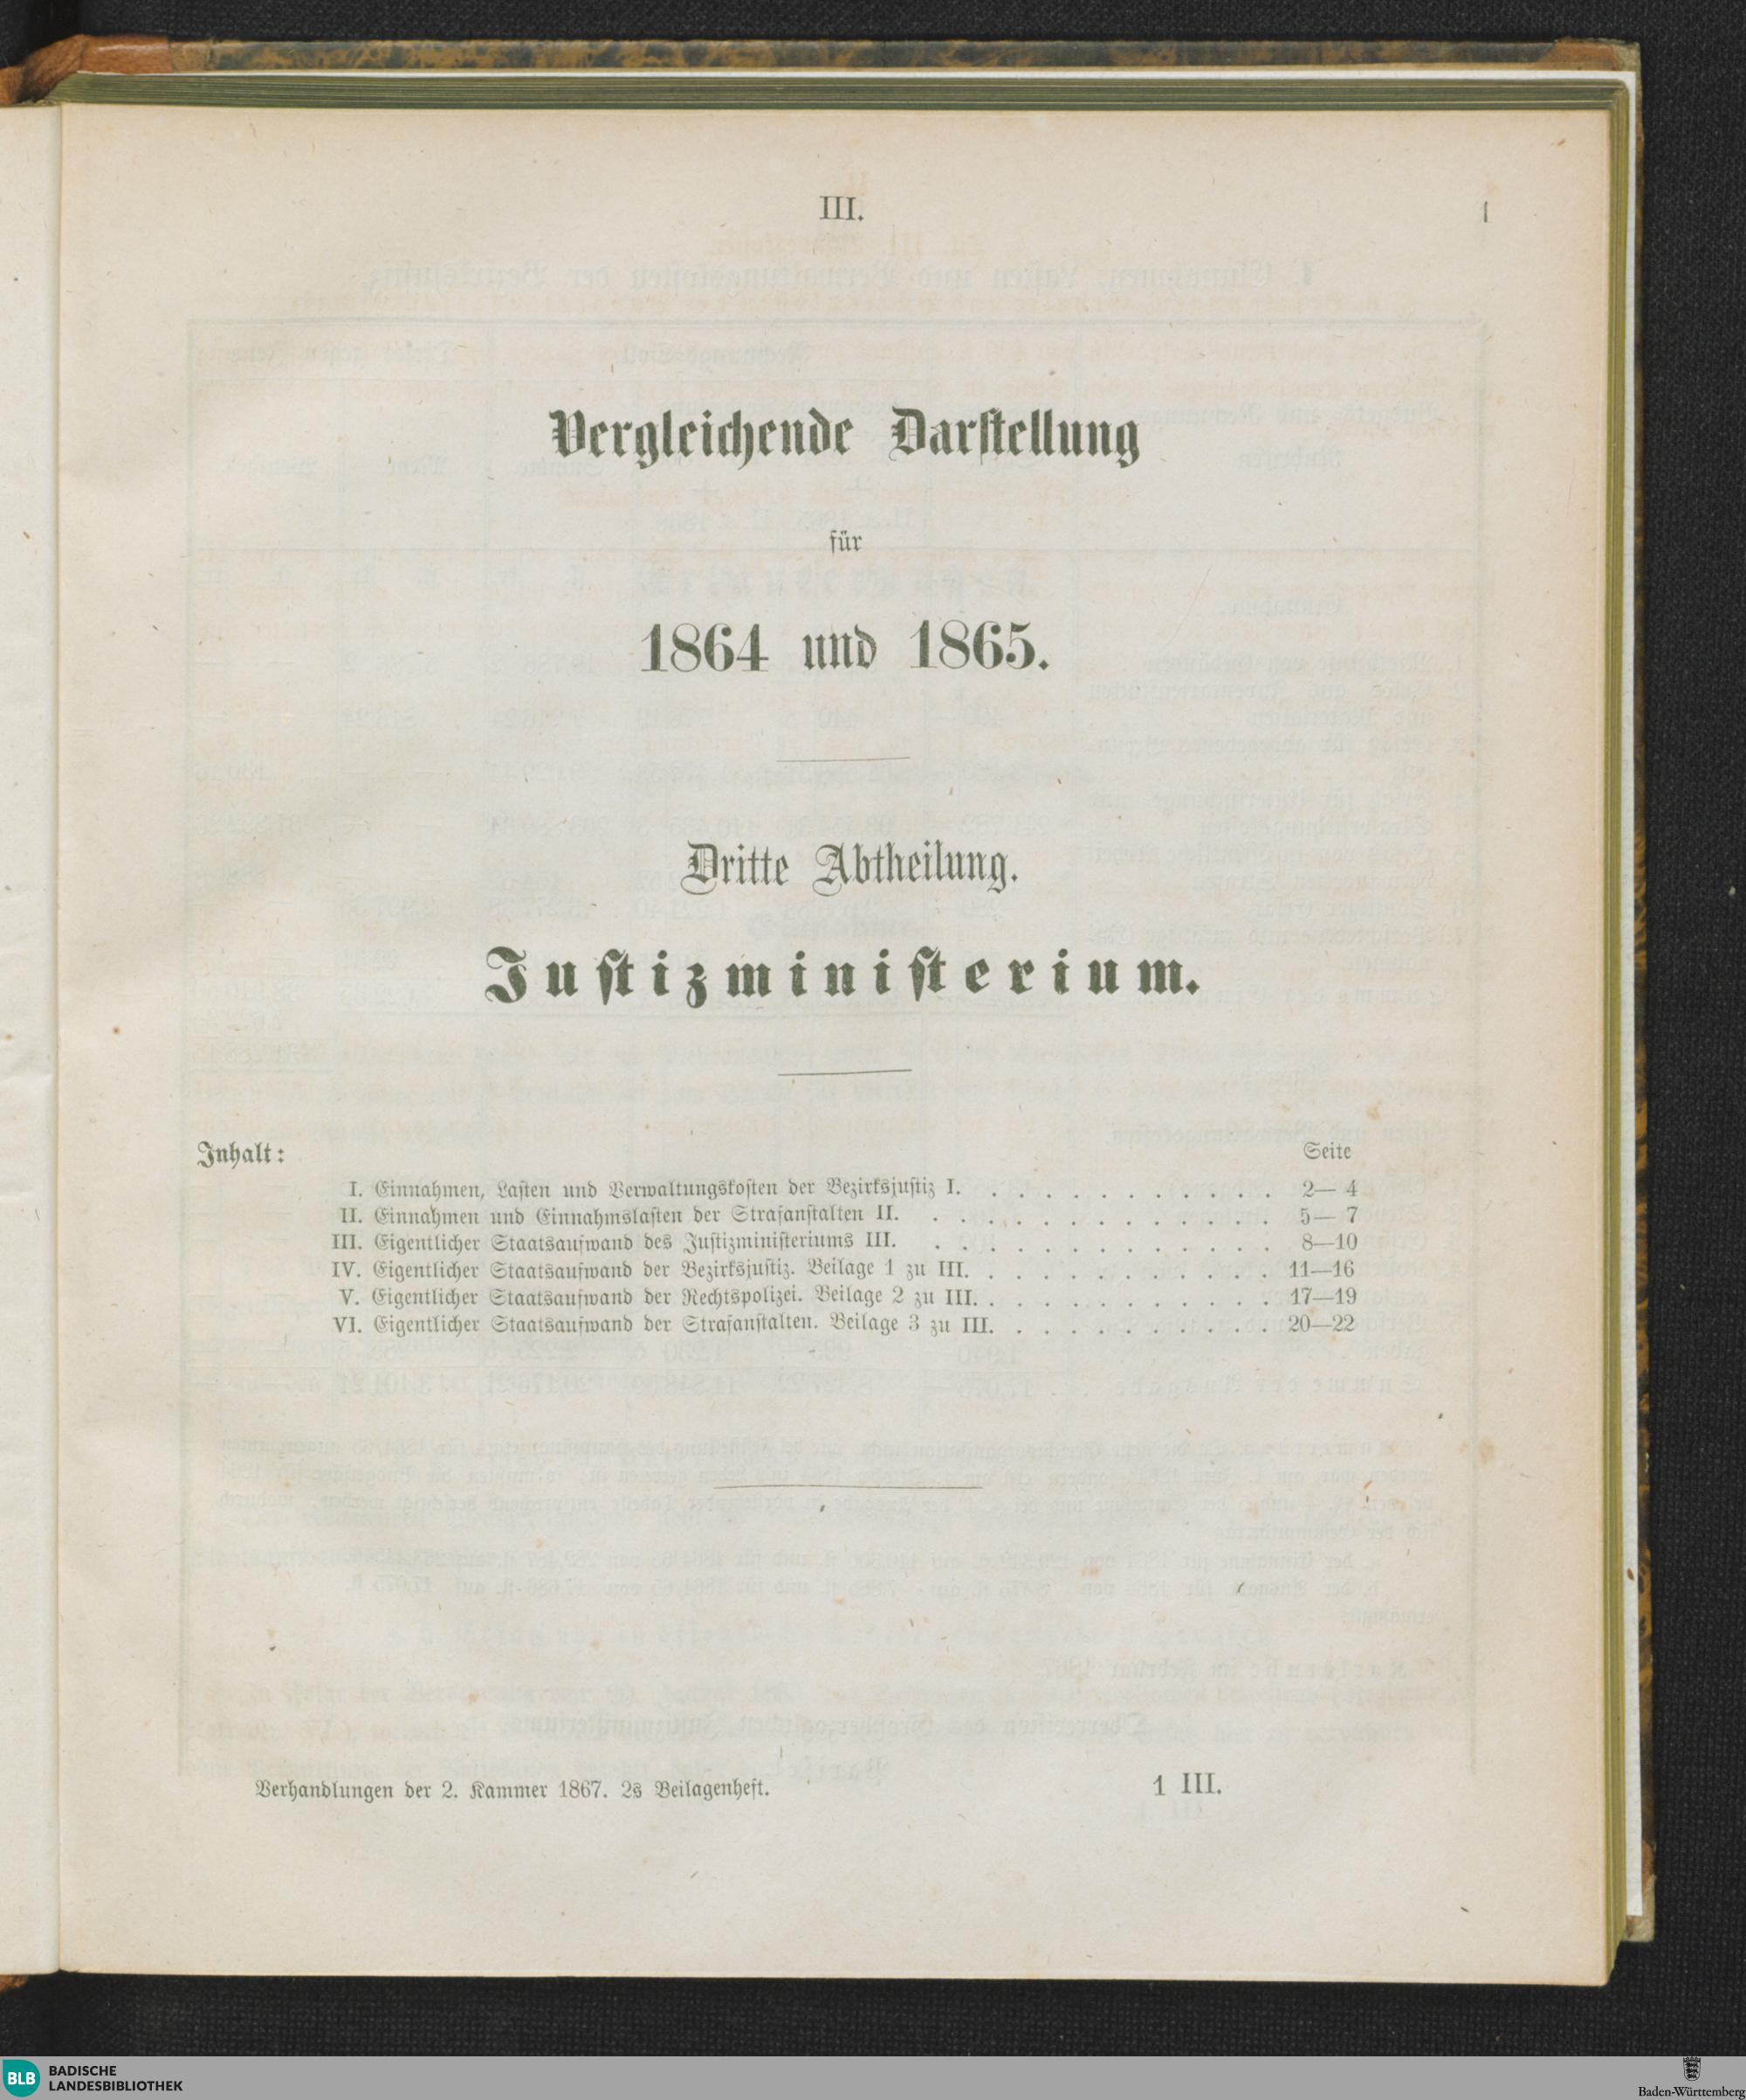 III.
1
Vergleichende Darstellung
für
1864 und 1865.
Dritte Abtheilung.
Justizministerium.
Inhalt:
Seite
I. Einnahmen, Lasten und Verwaltungskosten der Bezirksjustiz I. . . . . . . . . . . . . 2— 4
II. Einnahmen und Einnahmslasten der Strafanstalten II. . . . . . . . . . . . . . . 5— 7
III. Eigentlicher Staatsaufwand des Justizministeriums III. . . . . . . . . . . . . . . 8—10
IV. Eigentlicher Staatsaufwand der Bezirksjustiz. Beilage 1 zu III. . . . . . . . . . . . . 11—16
V. Eigentlicher Staatsaufwand der Rechtspolizei. Beilage 2 zu III. . . . . . . . . . . . . 17—19
VI. Eigentlicher Staatsaufwand der Strafanstalten. Beilage 3 zu III. . . . . . . . . . . . 20—22
Verhandlungen der 2. Kammer 1867. 2s Beilagenheft.
1 III.
BLB BADISCHE
LANDESBIBLIOTHEK
Baden-Württemberg